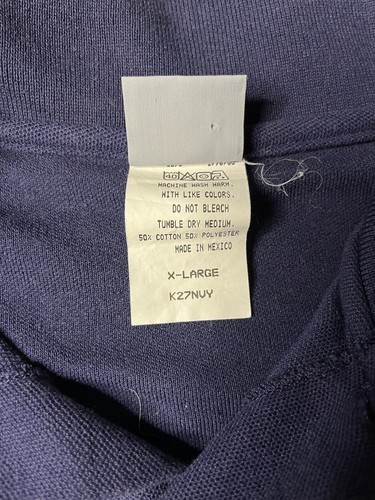 MACHINE WASH WARM.
WITH LIKE COLORS.
DO NOT BLEACH
TUMBLE DRY MEDIUM.
50% COTTON 50% POLYESTER
MADE IN MEXICO
X-LARGE
K27NVY